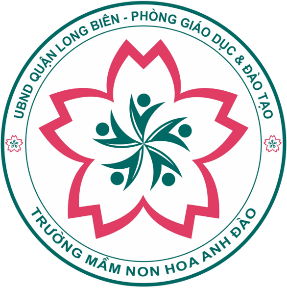 UBND QUẬN LONG BIÊN - PHÒNG GIÁO DỤC & ĐÀO TẠO
TRƯỜNG MẦM NON HOA ANH ĐÀO